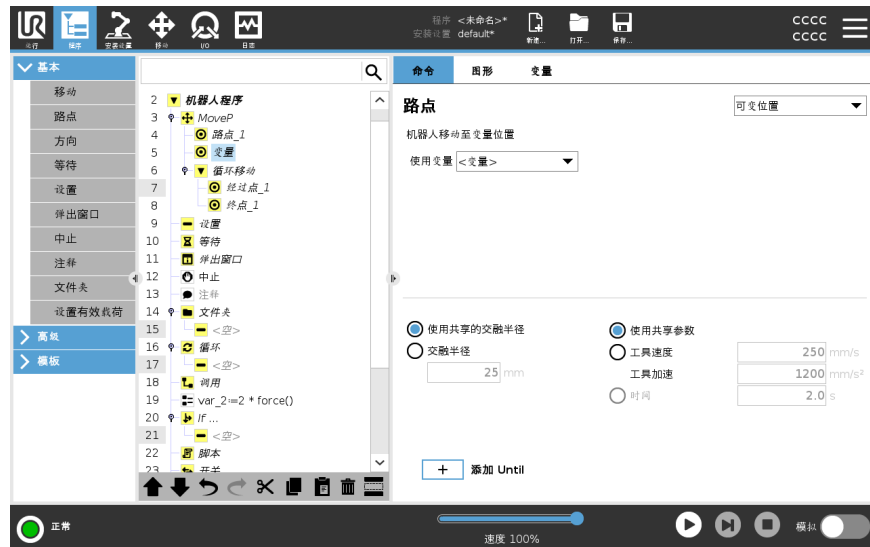 程序 <未命名>*
安装设置 default*
运行
程序
安装设置
移动
I/O
日志
新建...
打开...
保存...
CCCC
CCCC
基本
移动
路点
方向
等待
设置
弹出窗口
中止
注释
文件夹
设置有效载荷
高级
模板
2 机器人程序
3 MoveP
4 路点_1
5 变量
6 循环移动
7 经过点_1
8 终点_1
9 设置
10 等待
11 弹出窗口
12 中止
13 注释
14 文件夹
15 <空>
16 循环
17 <空>
18 调用
19 var_2:=2 * force()
20 If ...
21 <空>
22 脚本
23 开关
命令 图形 变量
路点
可变位置
机器人移动至变量位置
使用变量 <变量>
使用共享的交融半径
交融半径
25 mm
使用共享参数
工具速度 250 mm/s
工具加速 1200 mm/s²
时间 2.0 s
+ 添加 Until
正常
速度 100%
模拟